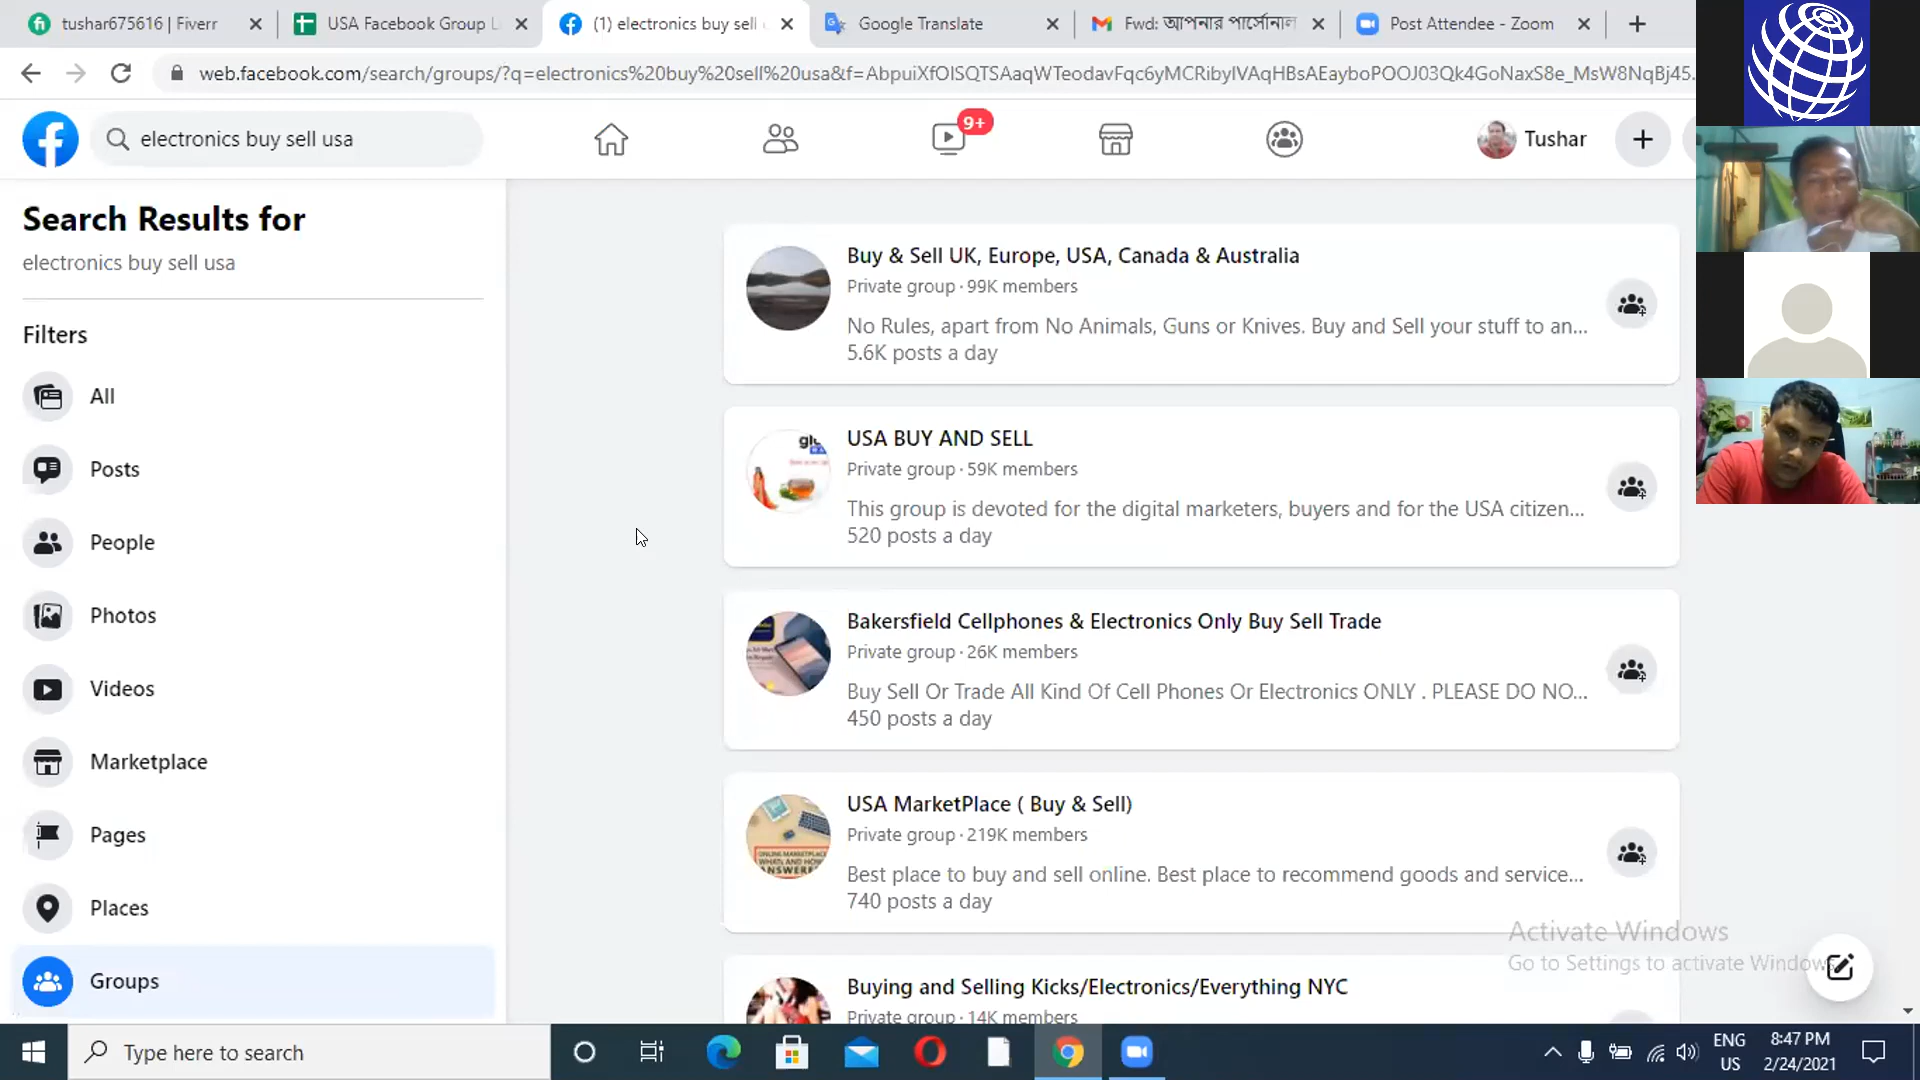 tushar675616 | Fiverr
USA Facebook Group L
(1) electronics buy sell
Google Translate
Fwd: আপনার পার্সোনাল
Post Attendee - Zoom
web.facebook.com/search/groups/?q=electronics%20buy%20sell%20usa&f=
electronics buy sell usa
9+
Tushar
Search Results for
electronics buy sell usa
Filters
All
Posts
People
Photos
Videos
Marketplace
Pages
Places
Groups
Buy & Sell UK, Europe, USA, Canada & Australia
Private group · 99K members
No Rules, apart from No Animals, Guns or Knives. Buy and Sell your stuff to an...
5.6K posts a day
USA BUY AND SELL
Private group · 59K members
This group is devoted for the digital marketers, buyers and for the USA citizen...
520 posts a day
Bakersfield Cellphones & Electronics Only Buy Sell Trade
Private group · 26K members
Buy Sell Or Trade All Kind Of Cell Phones Or Electronics ONLY . PLEASE DO NO...
450 posts a day
USA MarketPlace ( Buy & Sell)
Private group · 219K members
Best place to buy and sell online. Best place to recommend goods and service...
740 posts a day
Buying and Selling Kicks/Electronics/Everything NYC
Private group · 14K members
Activate Windows
Go to Settings to activate Windows
Type here to search
ENG
US
8:47 PM
2/24/2021